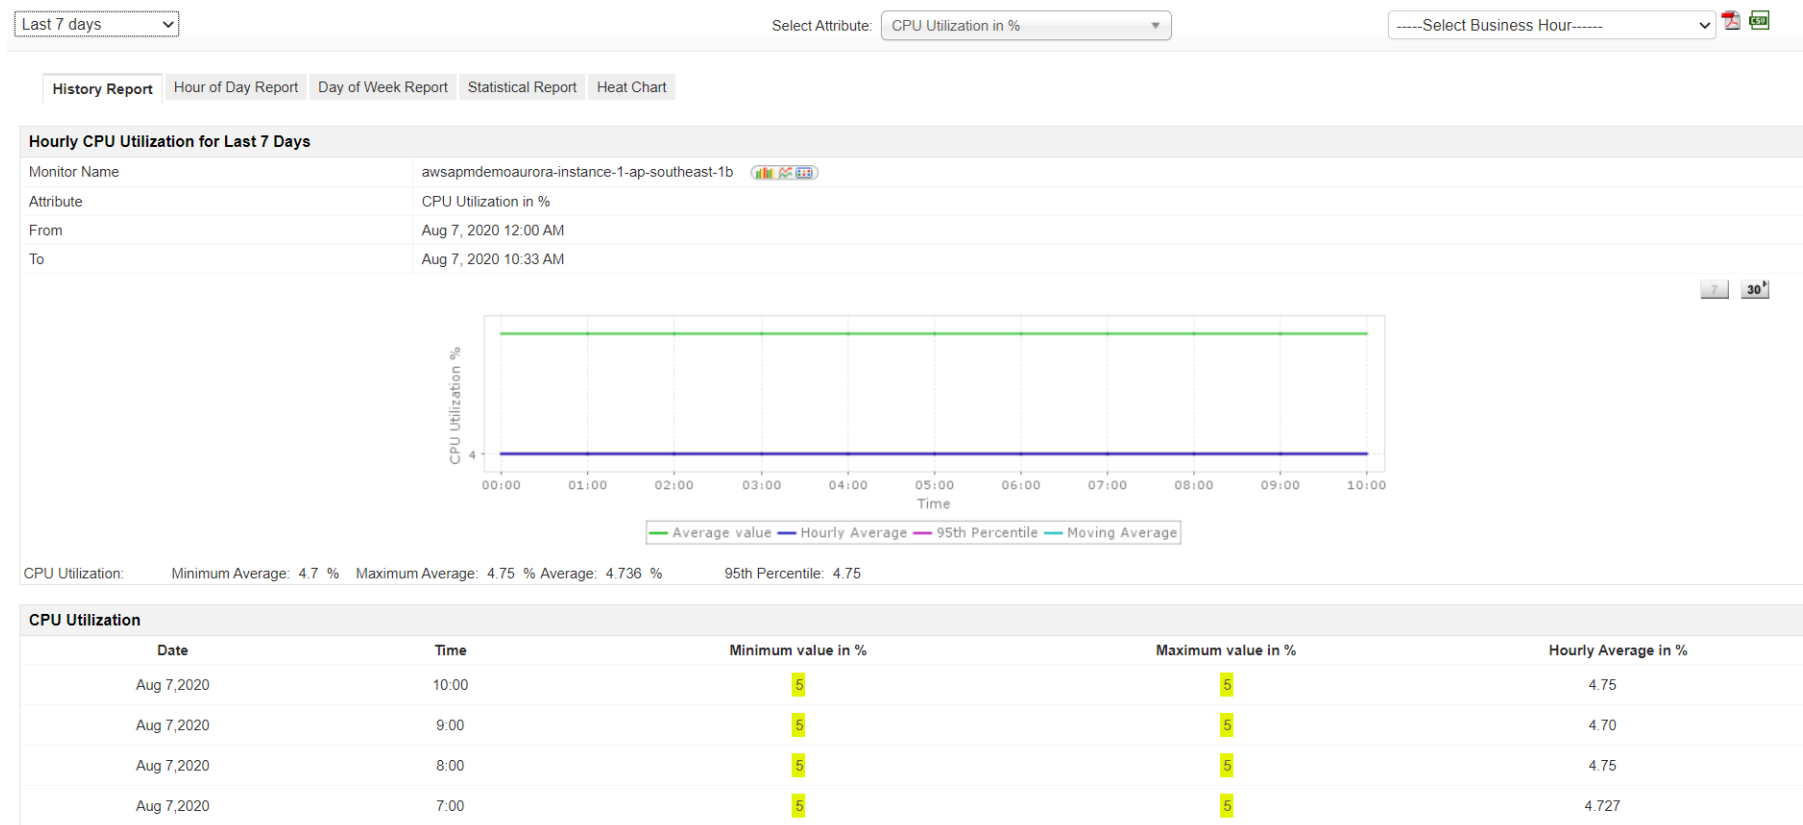 Last 7 days
Select Attribute: CPU Utilization in %
-----Select Business Hour------
CSV
History Report Hour of Day Report Day of Week Report Statistical Report Heat Chart
Hourly CPU Utilization for Last 7 Days
Monitor Name awsapmdemoaurora-instance-1-ap-southeast-1b
Attribute CPU Utilization in %
From Aug 7, 2020 12:00 AM
To Aug 7, 2020 10:33 AM
7 30
CPU Utilization %
4
00:00 01:00 02:00 03:00 04:00 05:00 06:00 07:00 08:00 09:00 10:00
Time
Average value Hourly Average 95th Percentile Moving Average
CPU Utilization: Minimum Average: 4.7 % Maximum Average: 4.75 % Average: 4.736 % 95th Percentile: 4.75
CPU Utilization
Date Time Minimum value in % Maximum value in % Hourly Average in %
Aug 7,2020 10:00 5 5 4.75
Aug 7,2020 9:00 5 5 4.70
Aug 7,2020 8:00 5 5 4.75
Aug 7,2020 7:00 5 5 4.727